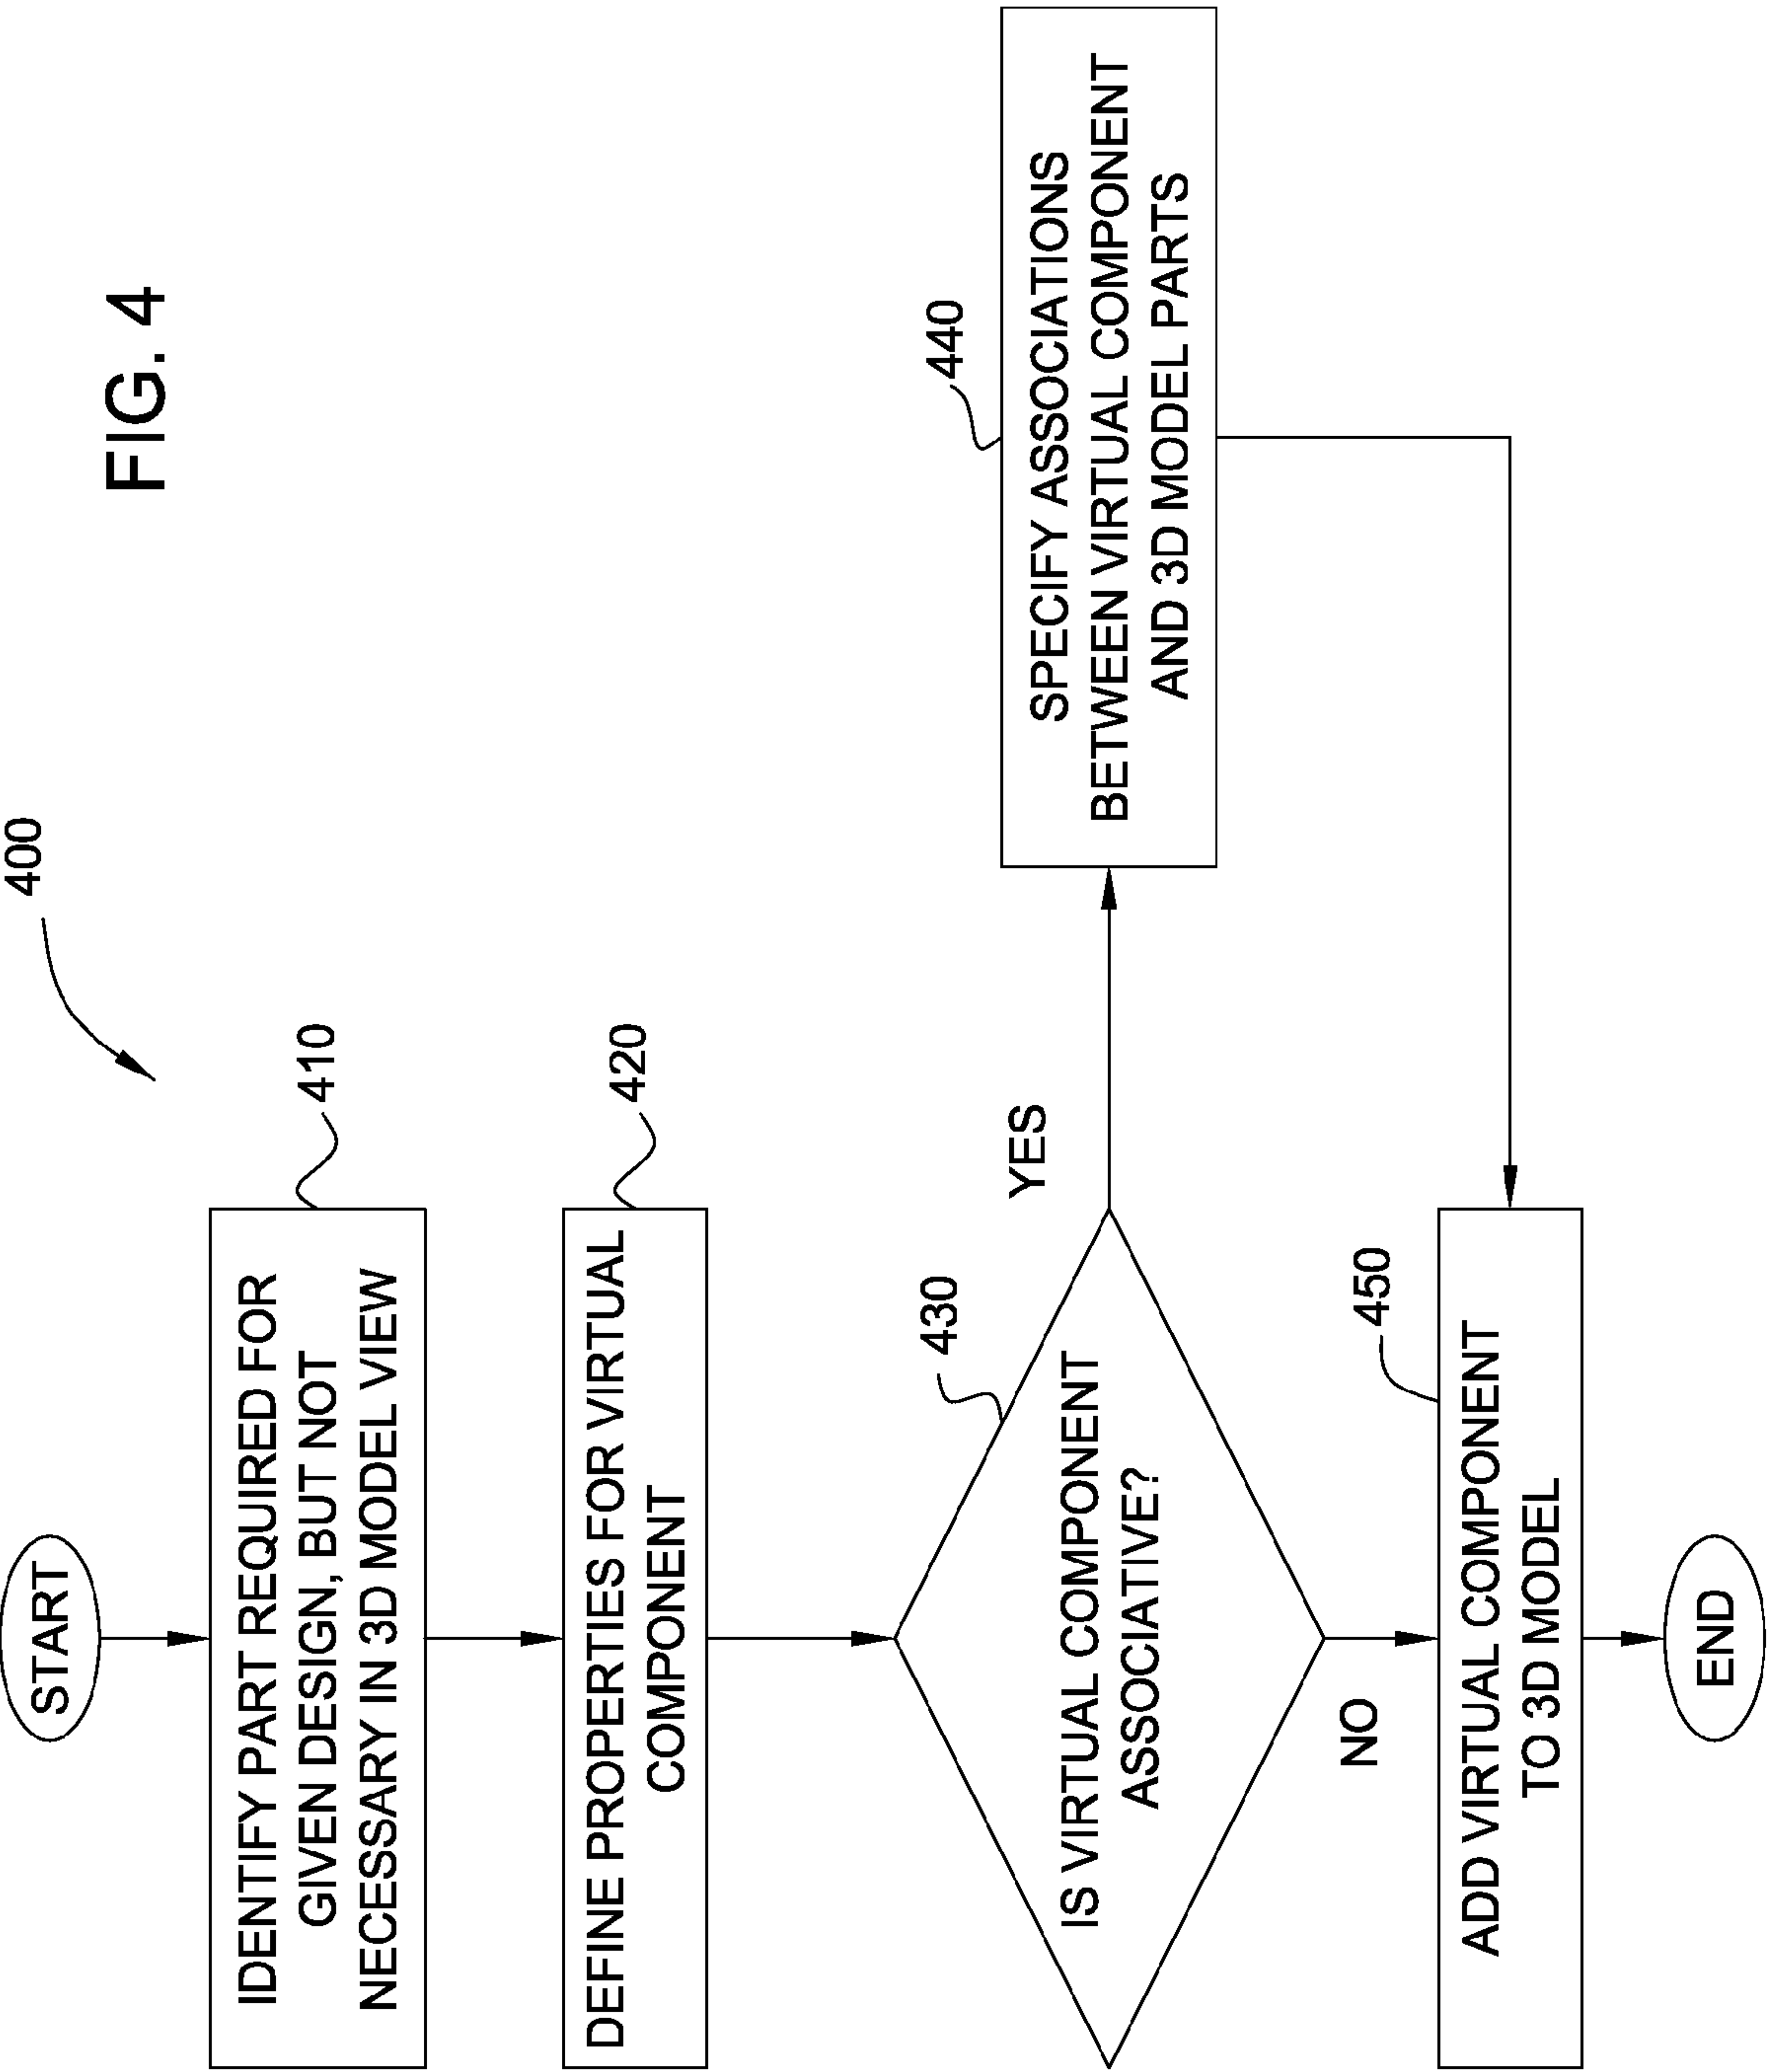 FIG. 4
400
START
IDENTIFY PART REQUIRED FOR
GIVEN DESIGN, BUT NOT
NECESSARY IN 3D MODEL VIEW
410
DEFINE PROPERTIES FOR VIRTUAL
COMPONENT
420
IS VIRTUAL COMPONENT
ASSOCIATIVE?
430
YES
SPECIFY ASSOCIATIONS
BETWEEN VIRTUAL COMPONENT
AND 3D MODEL PARTS
440
NO
ADD VIRTUAL COMPONENT
TO 3D MODEL
450
END